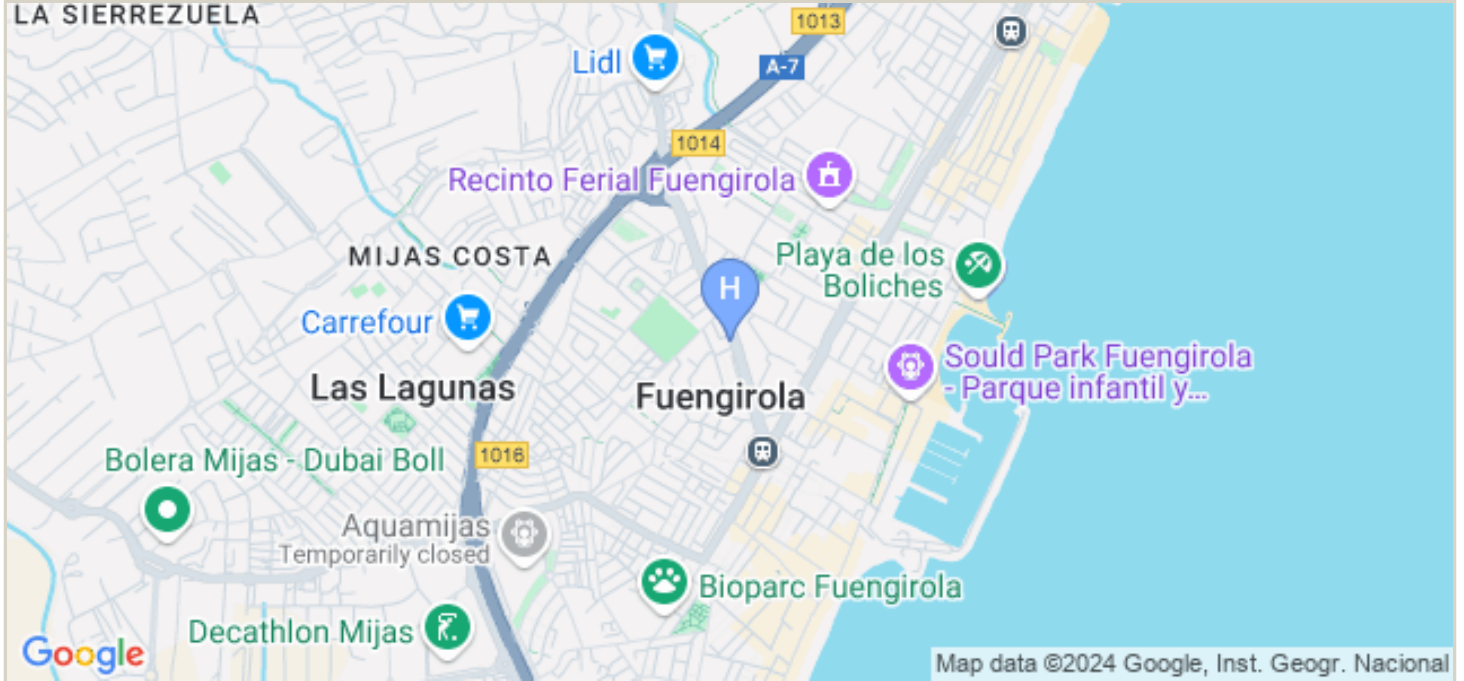 LA SIERREZUELA
1013
Lidl
A-7
1014
Recinto Ferial Fuengirola
MIJAS COSTA
Playa de los
Boliches
H
Carrefour
Sould Park Fuengirola
- Parque infantil y...
Las Lagunas
Fuengirola
1016
Bolera Mijas - Dubai Boll
Aquamijas
Temporarily closed
Bioparc Fuengirola
Decathlon Mijas
Google
Map data ©2024 Google, Inst. Geogr. Nacional